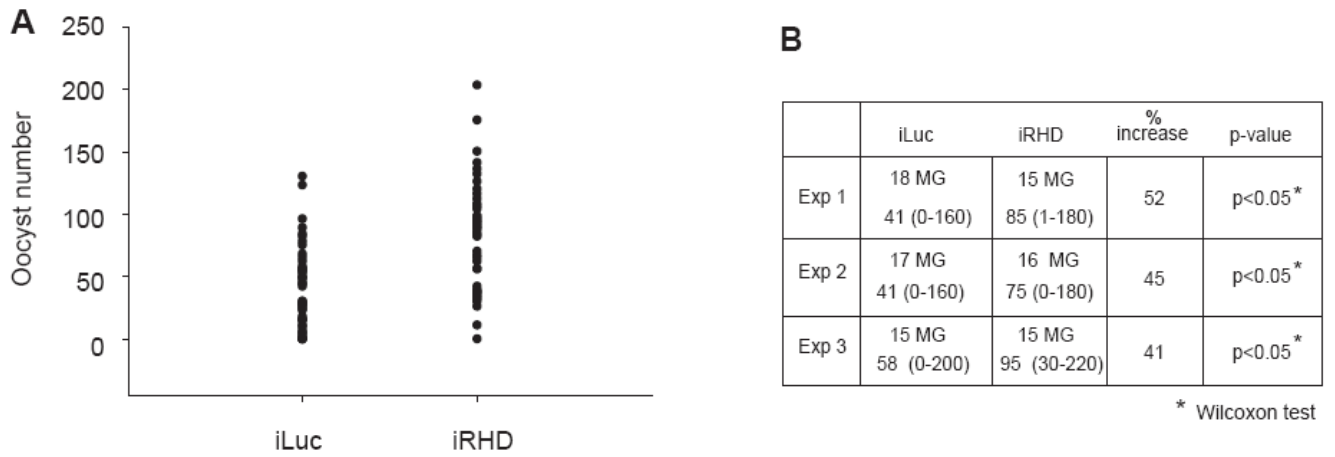 A
Oocyst number
250
200
150
100
50
0
iLuc iRHD
B
iLuc iRHD % increase p-value
Exp 1 18 MG 41 (0-160) 15 MG 85 (1-180) 52 p<0.05*
Exp 2 17 MG 41 (0-160) 16 MG 75 (0-180) 45 p<0.05*
Exp 3 15 MG 58 (0-200) 15 MG 95 (30-220) 41 p<0.05*
* Wilcoxon test